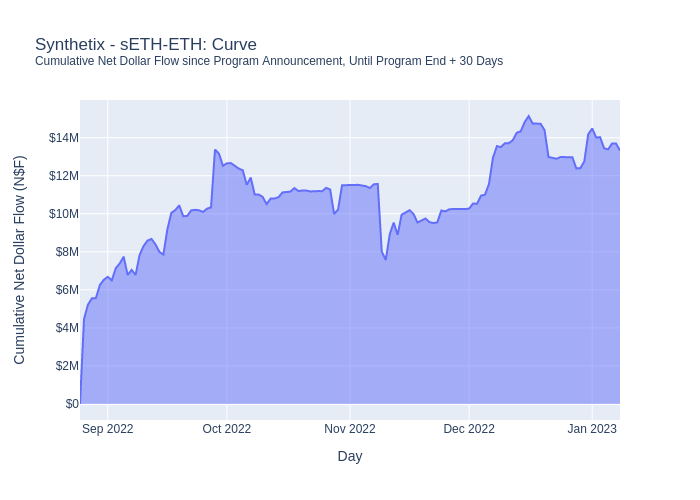 Synthetix - sETH-ETH: Curve
Cumulative Net Dollar Flow since Program Announcement, Until Program End + 30 Days
Cumulative Net Dollar Flow (N$F)
$14M
$12M
$10M
$8M
$6M
$4M
$2M
$0
Sep 2022
Oct 2022
Nov 2022
Dec 2022
Jan 2023
Day